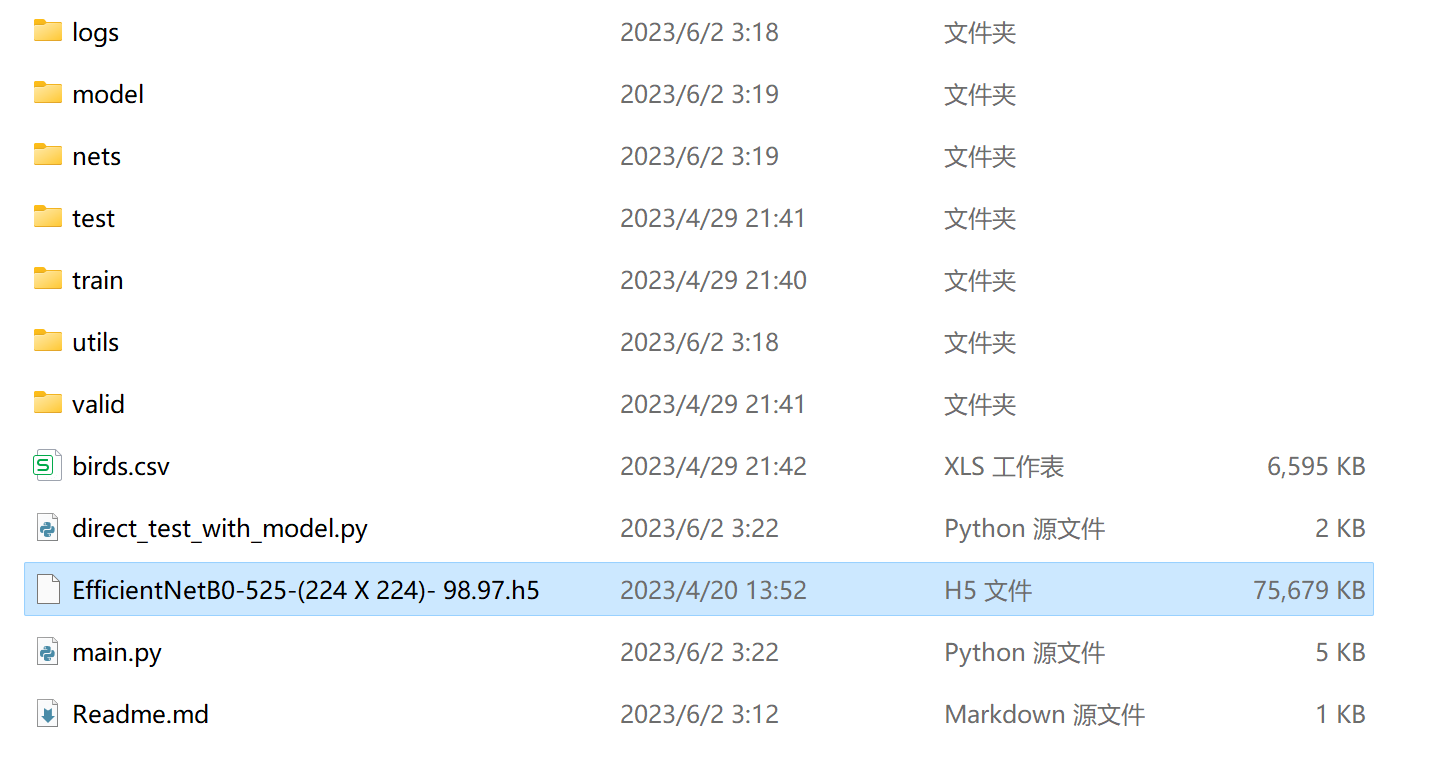 logs 2023/6/2 3:18 文件夹
model 2023/6/2 3:19 文件夹
nets 2023/6/2 3:19 文件夹
test 2023/4/29 21:41 文件夹
train 2023/4/29 21:40 文件夹
utils 2023/6/2 3:18 文件夹
valid 2023/4/29 21:41 文件夹
birds.csv 2023/4/29 21:42 XLS 工作表 6,595 KB
direct_test_with_model.py 2023/6/2 3:22 Python 源文件 2 KB
EfficientNetB0-525-(224 X 224)- 98.97.h5 2023/4/20 13:52 H5 文件 75,679 KB
main.py 2023/6/2 3:22 Python 源文件 5 KB
Readme.md 2023/6/2 3:12 Markdown 源文件 1 KB